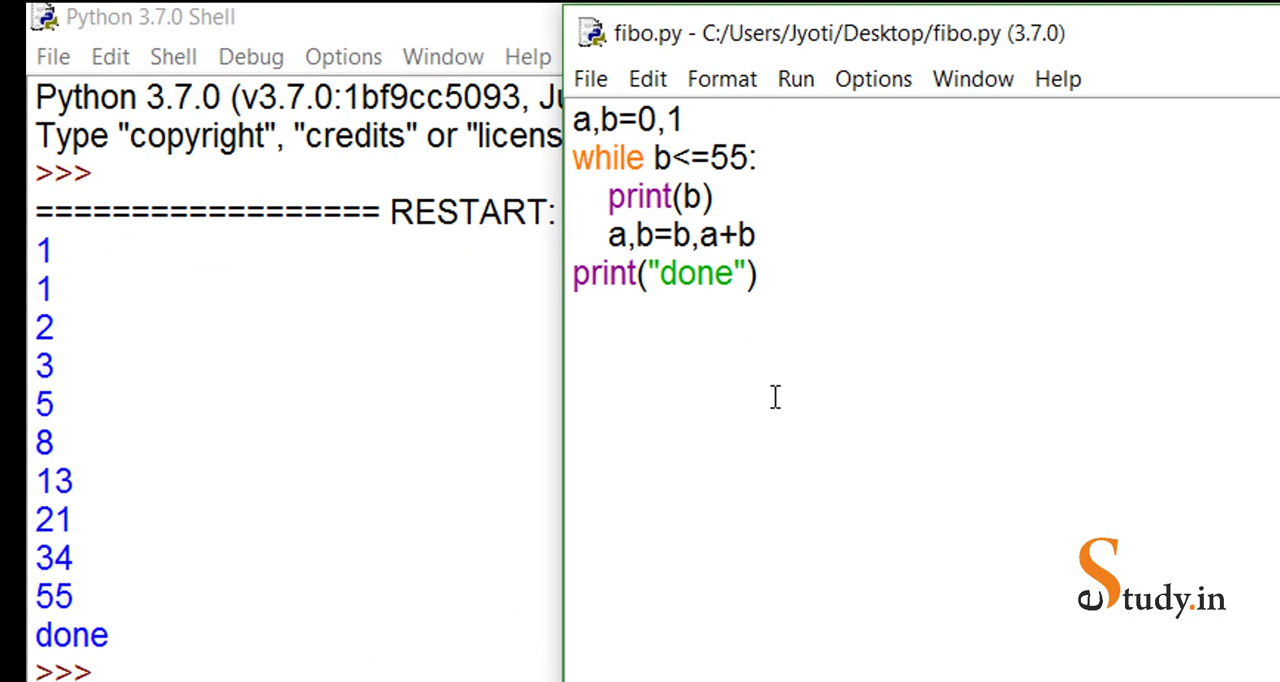 Python 3.7.0 Shell
File Edit Shell Debug Options Window Help
Python 3.7.0 (v3.7.0:1bf9cc5093,
Type "copyright", "credits" or
>>>
================== RESTART:
1
1
2
3
5
8
13
21
34
55
done
>>>
fibo.py - C:/Users/Jyoti/Desktop/fibo.py (3.7.0)
File Edit Format Run Options Window Help
a,b=0,1
while b<=55:
    print(b)
    a,b=b,a+b
print("done")
eStudy.in